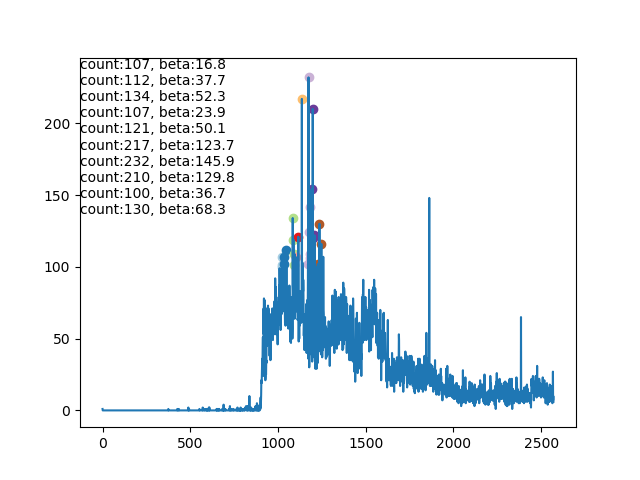 count:107, beta:16.8
count:112, beta:37.7
count:134, beta:52.3
count:107, beta:23.9
count:121, beta:50.1
count:217, beta:123.7
count:232, beta:145.9
count:210, beta:129.8
count:100, beta:36.7
count:130, beta:68.3
200
150
100
50
0
0 500 1000 1500 2000 2500